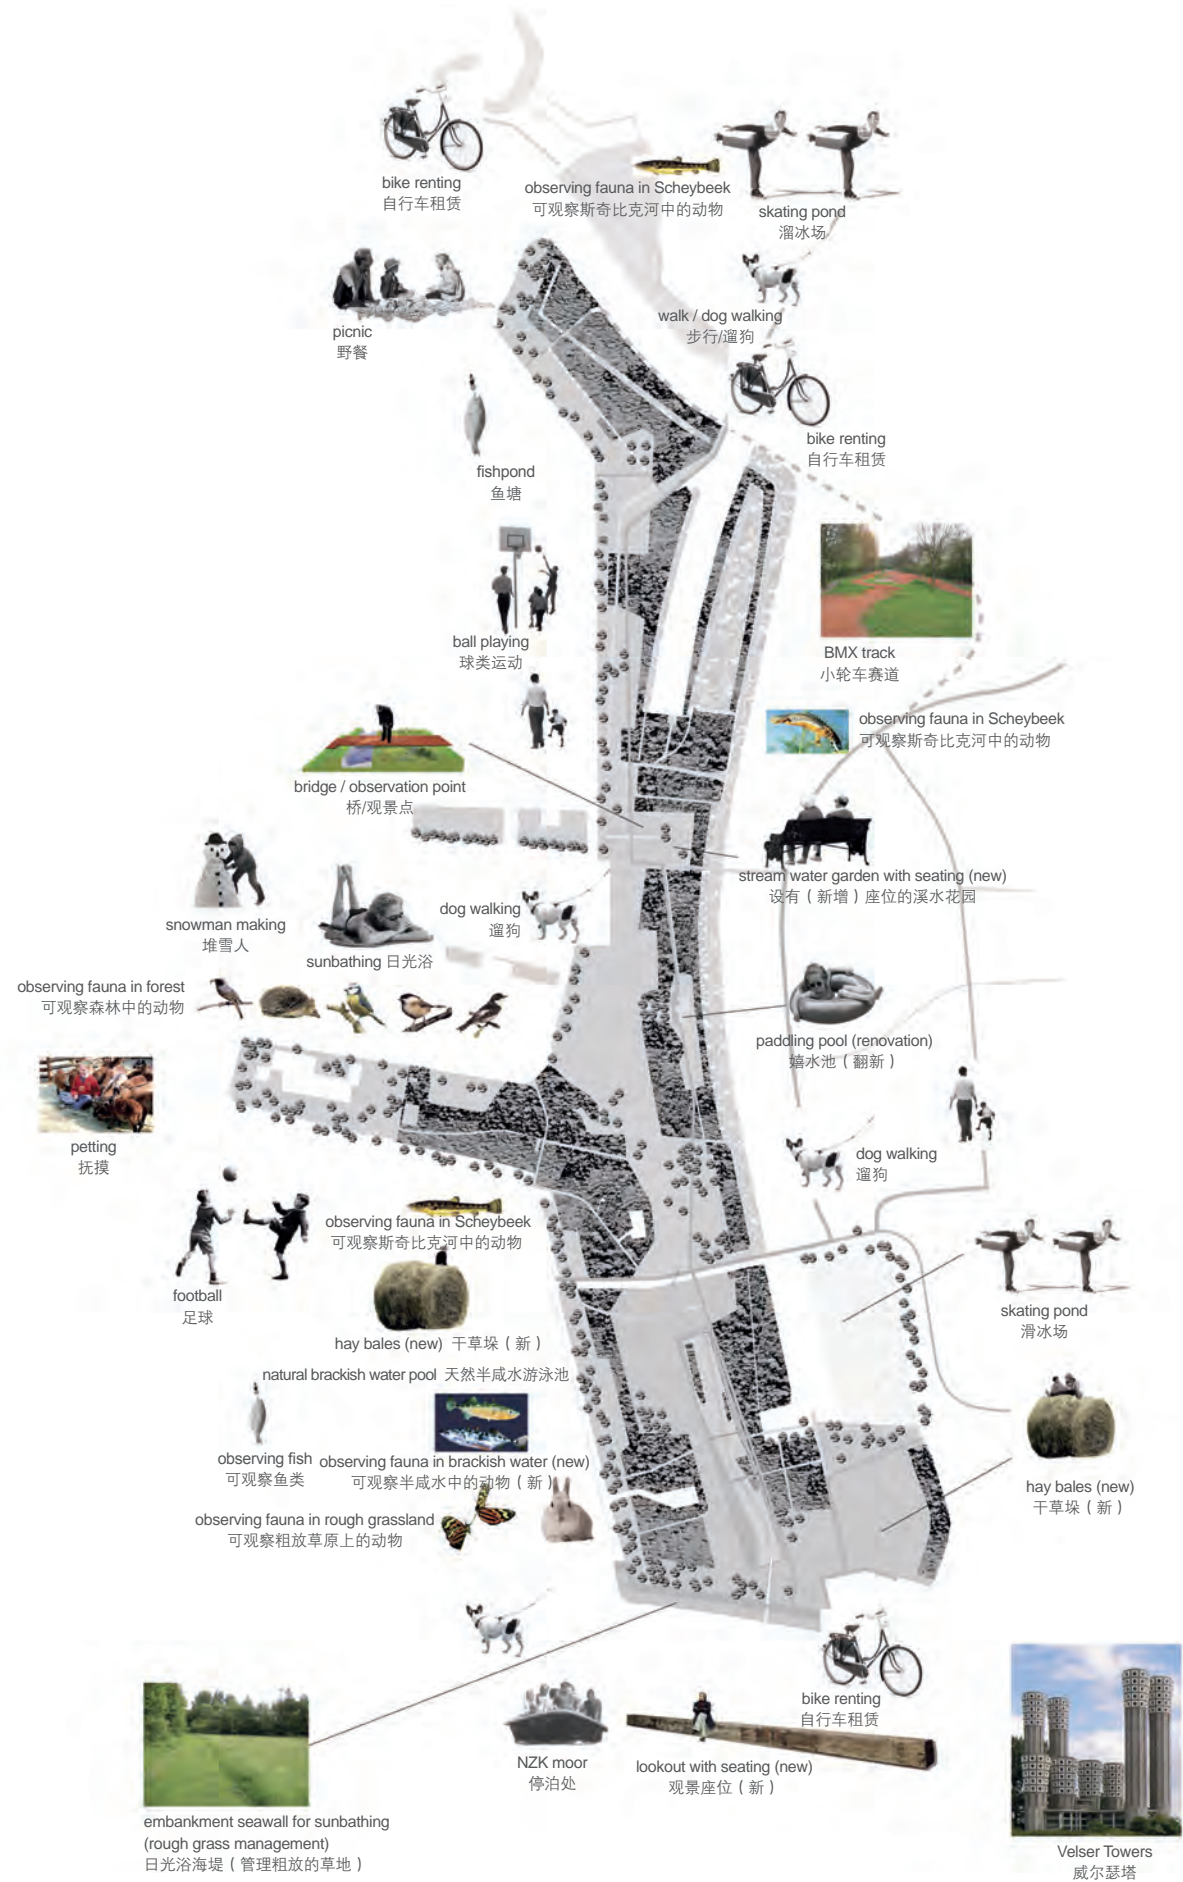 bike renting
自行车租赁
observing fauna in Scheybeek
可观察斯奇比克河中的动物
skating pond
溜冰场
picnic
野餐
walk / dog walking
步行/遛狗
bike renting
自行车租赁
fishpond
鱼塘
ball playing
球类运动
BMX track
小轮车赛道
observing fauna in Scheybeek
可观察斯奇比克河中的动物
bridge / observation point
桥/观景点
stream water garden with seating (new)
设有（新增）座位的溪水花园
snowman making
堆雪人
sunbathing 日光浴
dog walking
遛狗
observing fauna in forest
可观察森林中的动物
paddling pool (renovation)
嬉水池（翻新）
petting
抚摸
dog walking
遛狗
observing fauna in Scheybeek
可观察斯奇比克河中的动物
football
足球
hay bales (new) 干草垛（新）
skating pond
滑冰场
natural brackish water pool 天然半咸水游泳池
observing fish
可观察鱼类
observing fauna in brackish water (new)
可观察半咸水中的动物（新）
hay bales (new)
干草垛（新）
observing fauna in rough grassland
可观察粗放草原上的动物
bike renting
自行车租赁
NZK moor
停泊处
lookout with seating (new)
观景座位（新）
embankment seawall for sunbathing
(rough grass management)
日光浴海堤（管理粗放的草地）
Velser Towers
威尔瑟塔